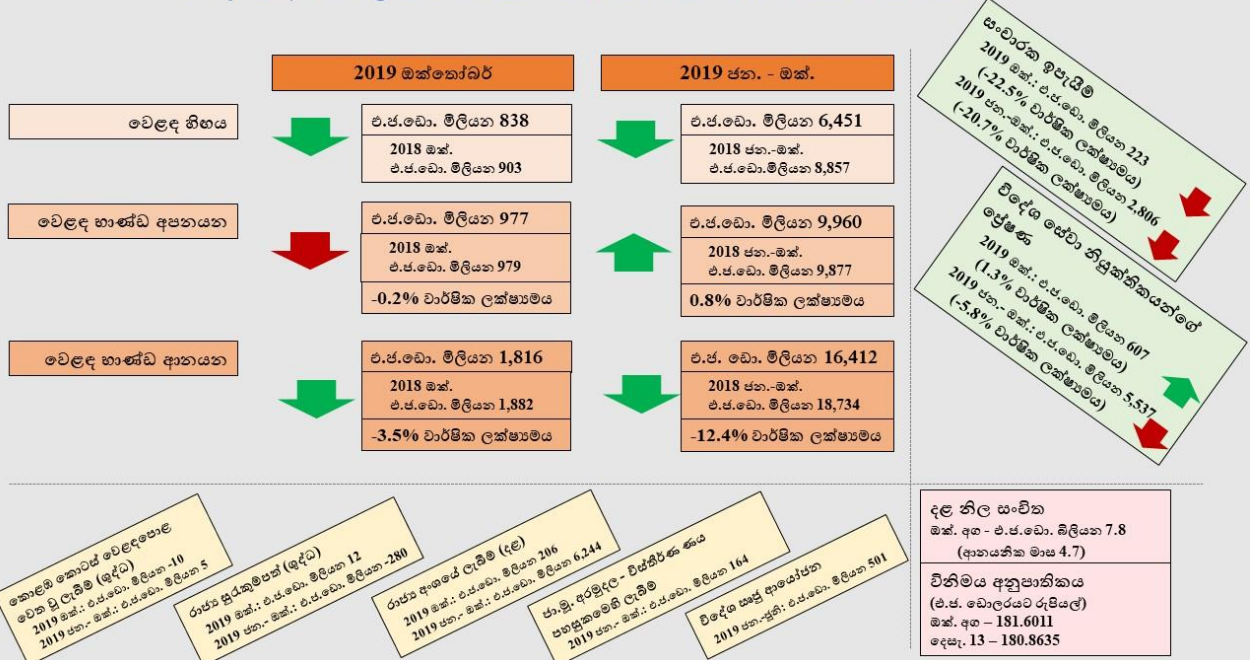 2019 ඔක්තෝබර්
2019 ජන. - ඔක්.
වෙළඳ හිඟය
එ.ජ.ඩො. මිලියන 838
2018 ඔක්.
එ.ජ.ඩො. මිලියන 903
එ.ජ.ඩො. මිලියන 6,451
2018 ජන.-ඔක්.
එ.ජ.ඩො.මිලියන 8,857
වෙළඳ භාණ්ඩ අපනයන
එ.ජ.ඩො. මිලියන 977
2018 ඔක්.
එ.ජ.ඩො. මිලියන 979
-0.2% වාර්ෂික ලක්ෂ්‍යමය
එ.ජ.ඩො. මිලියන 9,960
2018 ජන.-ඔක්.
එ.ජ.ඩො. මිලියන 9,877
0.8% වාර්ෂික ලක්ෂ්‍යමය
වෙළඳ භාණ්ඩ ආනයන
එ.ජ.ඩො. මිලියන 1,816
2018 ඔක්.
එ.ජ.ඩො. මිලියන 1,882
-3.5% වාර්ෂික ලක්ෂ්‍යමය
එ.ජ. ඩො. මිලියන 16,412
2018 ජන.-ඔක්.
එ.ජ.ඩො. මිලියන 18,734
-12.4% වාර්ෂික ලක්ෂ්‍යමය
සංචාරක ඉපැයීම්
2019 ඔක්.: එ.ජ.ඩො. මිලියන 223
(-22.5% වාර්ෂික ලක්ෂ්‍යමය)
2019 ජන.-ඔක්.: එ.ජ.ඩො. මිලියන 2,806
(-20.7% වාර්ෂික ලක්ෂ්‍යමය)
විදේශ සේවා නියුක්තිකයන්ගේ
ප්‍රේෂණ
2019 ඔක්.: එ.ජ.ඩො. මිලියන 607
(1.3% වාර්ෂික ලක්ෂ්‍යමය)
2019 ජන.- ඔක්.: එ.ජ.ඩො. මිලියන 5,537
(-5.8% වාර්ෂික ලක්ෂ්‍යමය)
කොළඹ කොටස් වෙළඳපොළ
වෙත වූ ලැබීම් (ශුද්ධ)
2019 ඔක්.: එ.ජ.ඩො. මිලියන -10
2019 ජන.- ඔක්.: එ.ජ.ඩො. මිලියන 5
රාජ්‍ය සුරැකුම්පත් (ශුද්ධ)
2019 ඔක්.: එ.ජ.ඩො. මිලියන 12
2019 ජන.- ඔක්.: එ.ජ.ඩො. මිලියන -280
රාජ්‍ය අංශයේ ලැබීම් (දළ)
2019 ඔක්.: එ.ජ.ඩො. මිලියන 206
2019 ජන.- ඔක්.: එ.ජ.ඩො. මිලියන 6,244
ජා.මූ. අරමුදල - විස්තීර්ණ ණය
පහසුකමෙහි ලැබීම්
2019 ජන.- ඔක්.: එ.ජ.ඩො. මිලියන 164
විදේශ සෘජු ආයෝජන
2019 ජන.-ජූනි: එ.ජ.ඩො. මිලියන 501
දළ නිල සංචිත
ඔක්. අග - එ.ජ.ඩො. බිලියන 7.8
(ආනයනික මාස 4.7)
විනිමය අනුපාතිකය
(එ.ජ. ඩොලරයට රුපියල්)
ඔක්. අග – 181.6011
දෙසැ. 13 – 180.8635